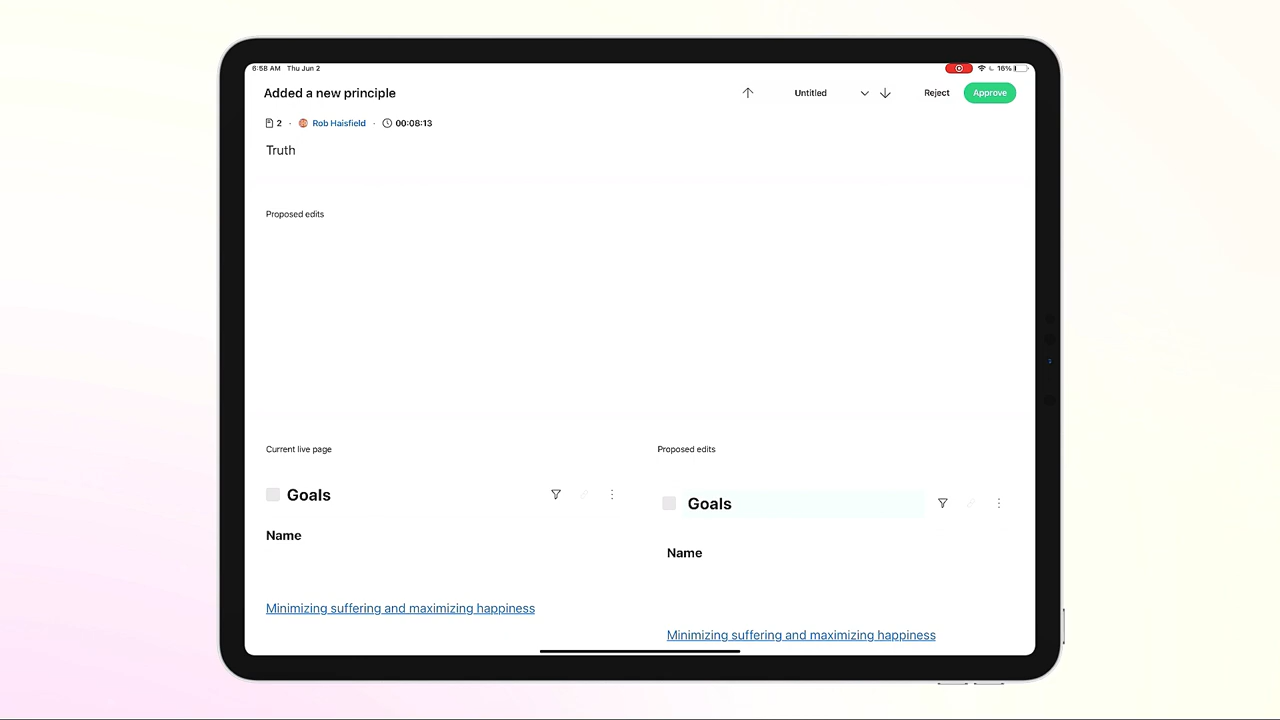 6:58 AM Thu Jun 2
16%
Added a new principle
Untitled
Reject
Approve
2 · Rob Haisfield · 00:08:13
Truth
Proposed edits
Current live page
Proposed edits
Goals
Goals
Name
Name
Minimizing suffering and maximizing happiness
Minimizing suffering and maximizing happiness